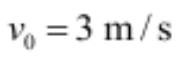 v₀ = 3 m/s